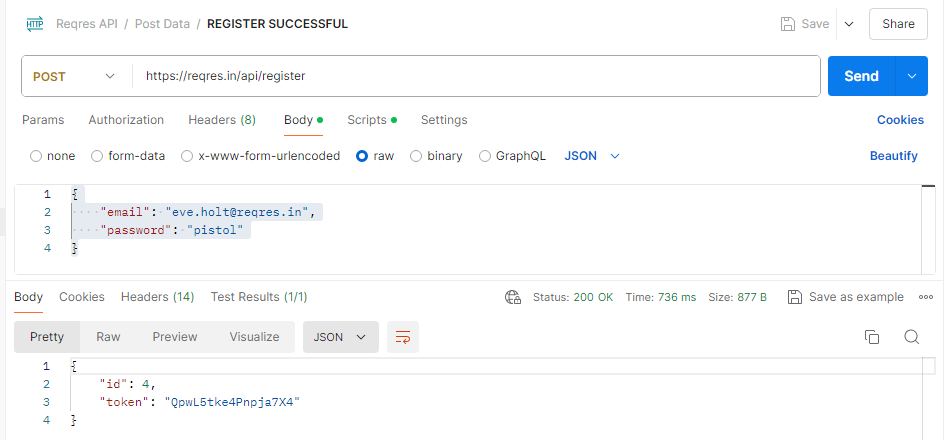 HTTP Reqres API / Post Data / REGISTER SUCCESSFUL Save Share
POST https://reqres.in/api/register Send
Params Authorization Headers (8) Body Scripts Settings Cookies
none form-data x-www-form-urlencoded raw binary GraphQL JSON Beautify
1 {
2 "email": "eve.holt@reqres.in",
3 "password": "pistol"
4 }
Body Cookies Headers (14) Test Results (1/1) Status: 200 OK Time: 736 ms Size: 877 B Save as example
Pretty Raw Preview Visualize JSON
1 {
2 "id": 4,
3 "token": "QpwL5tke4Pnpja7X4"
4 }